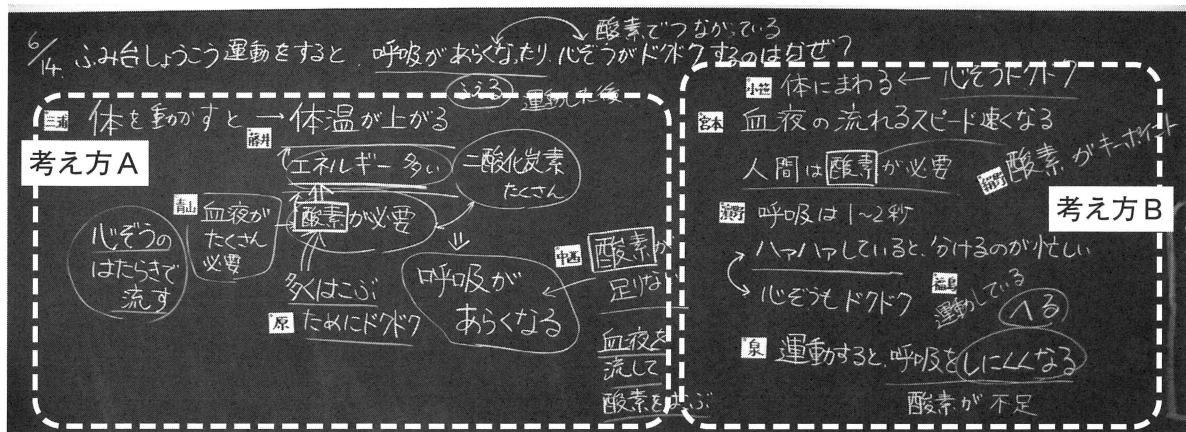 酸素でつながっている
6/14. ふみ台しょうこう運動をすると、呼吸があらくなったり、心ぞうがドクドクするのはなぜ?
ふえる 運動した後
考え方A
三浦 体を動かすと→体温が上がる
藤井
エネルギー 多い
二酸化炭素
たくさん
青山 血液が
たくさん
必要
酸素が必要
心ぞうの
はたらきで
流す
多くはこぶ
原 ためにドクドク
呼吸が
あらくなる
中西 酸素が
足りない
血液を
流して
酸素をはこぶ
考え方B
小笹 体にまわる ← 心ぞうドクドク
宮本 血液の流れるスピード速くなる
人間は酸素が必要
酸素がキーポイント
呼吸は1~2秒
ハァハァしていると、分けるのが忙しい
心ぞうもドクドク
福島
運動している
へる
泉 運動すると、呼吸をしにくくなる
酸素が不足